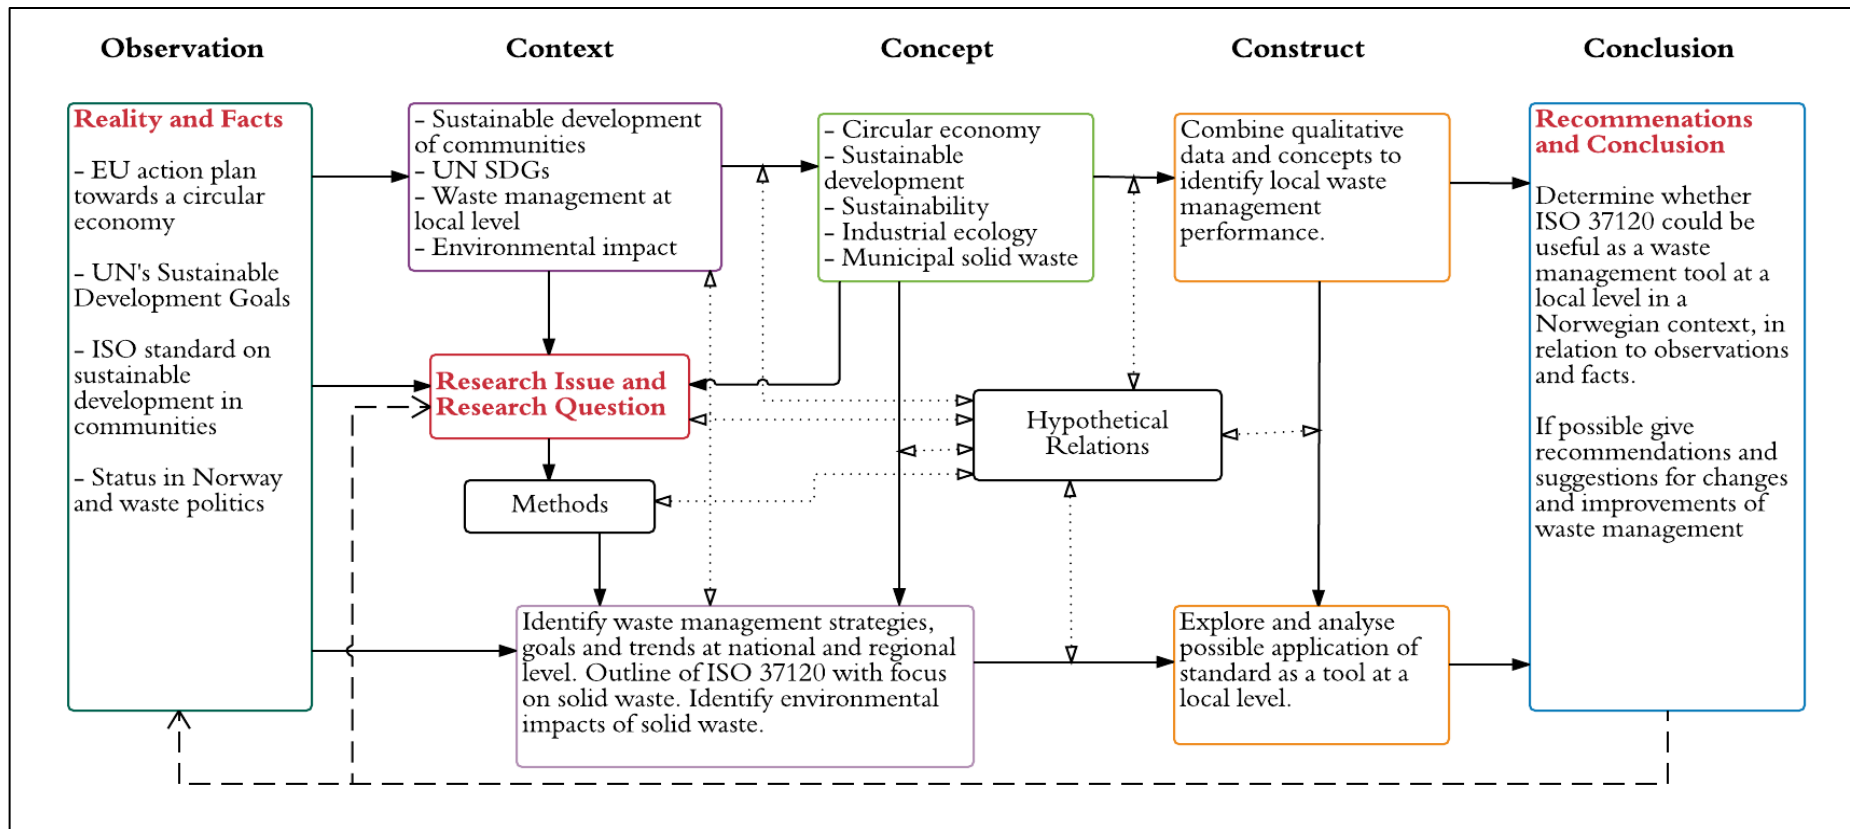 Observation
Context
Concept
Construct
Conclusion
Reality and Facts
- EU action plan
towards a circular
economy
- UN's Sustainable
Development Goals
- ISO standard on
sustainable
development in
communities
- Status in Norway
and waste politics
- Sustainable development
of communities
- UN SDGs
- Waste management at
local level
- Environmental impact
Research Issue and
Research Question
Methods
Identify waste management strategies,
goals and trends at national and regional
level. Outline of ISO 37120 with focus
on solid waste. Identify environmental
impacts of solid waste.
- Circular economy
- Sustainable
development
- Sustainability
- Industrial ecology
- Municipal solid waste
Hypothetical
Relations
Combine qualitative
data and concepts to
identify local waste
management
performance.
Explore and analyse
possible application of
standard as a tool at a
local level.
Recommenations
and Conclusion
Determine whether
ISO 37120 could be
useful as a waste
management tool at a
local level in a
Norwegian context, in
relation to observations
and facts.
If possible give
recommendations and
suggestions for changes
and improvements of
waste management